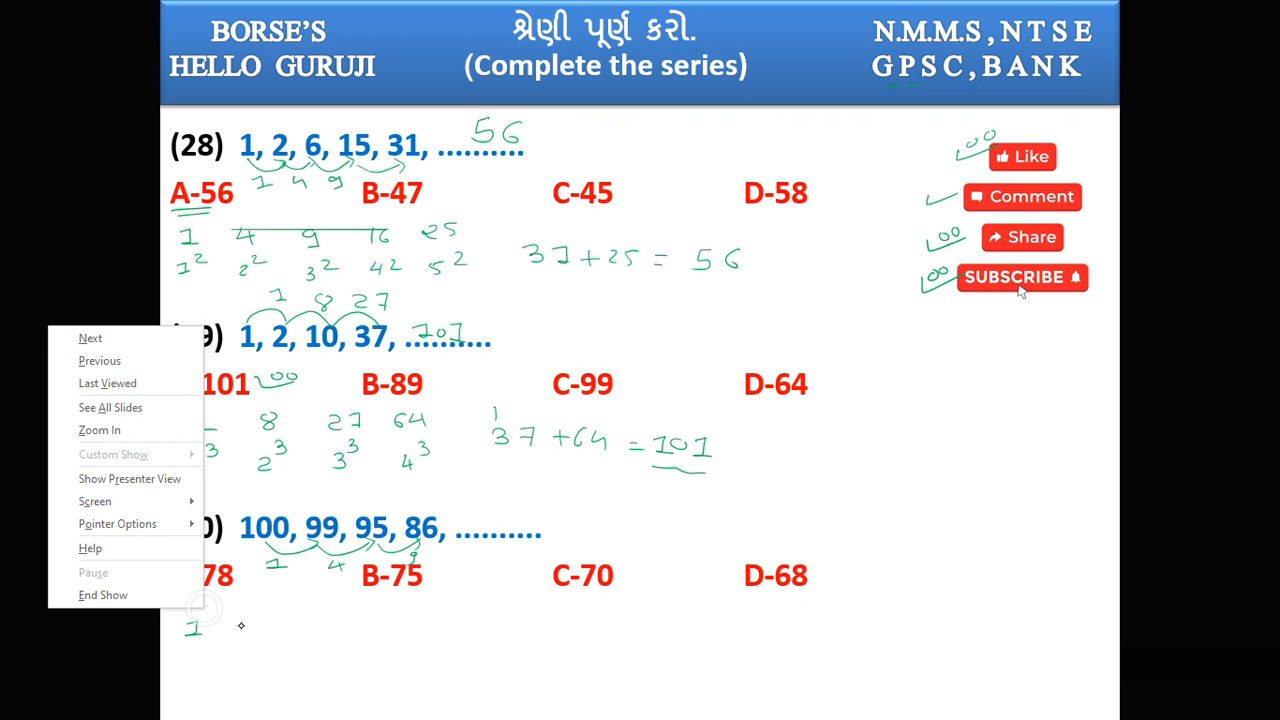 BORSE'S
HELLO GURUJI
શ્રેણી પૂર્ણ કરો.
(Complete the series)
N.M.M.S , N T S E
G P S C , B A N K
(28) 1, 2, 6, 15, 31, .......... 56
1 4 9
A-56 B-47 C-45 D-58
1 4 9 16 25
1² 2² 3² 4² 5²
31 + 25 = 56
Like
Comment
Share
SUBSCRIBE
1 8 27
9) 1, 2, 10, 37, .......... 101
101 B-89 C-99 D-64
8 27 64
3 2³ 3³ 4³
1
37 + 64 = 101
0) 100, 99, 95, 86, ..........
1 4 9
78 B-75 C-70 D-68
1
Next
Previous
Last Viewed
See All Slides
Zoom In
Custom Show
Show Presenter View
Screen
Pointer Options
Help
Pause
End Show